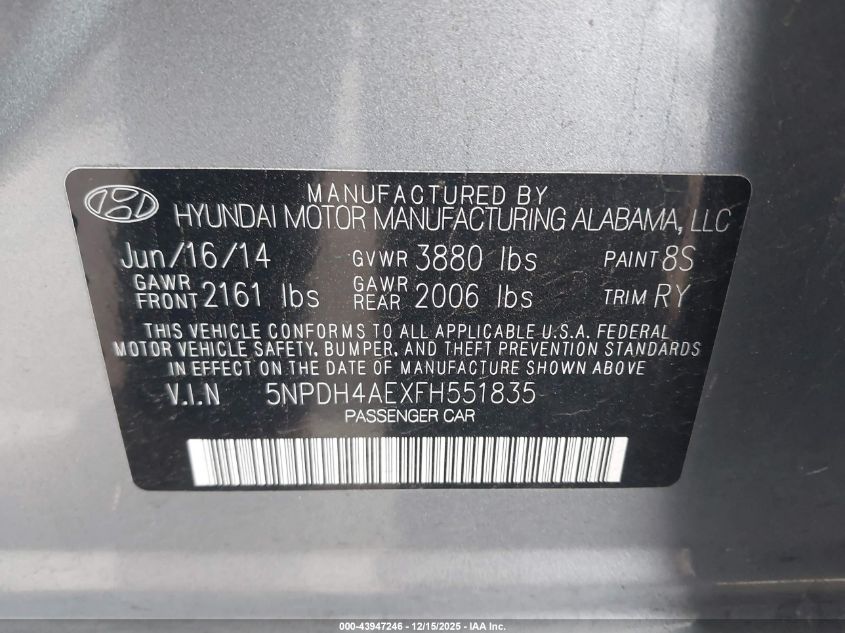 MANUFACTURED BY
HYUNDAI MOTOR MANUFACTURING ALABAMA, LLC
Jun/16/14 GVWR 3880 lbs PAINT 8S
GAWR FRONT 2161 lbs GAWR REAR 2006 lbs TRIM RY
THIS VEHICLE CONFORMS TO ALL APPLICABLE U.S.A. FEDERAL
MOTOR VEHICLE SAFETY, BUMPER, AND THEFT PREVENTION STANDARDS
IN EFFECT ON THE DATE OF MANUFACTURE SHOWN ABOVE
V.I.N 5NPDH4AEXFH551835
PASSENGER CAR
000-43947246 - 12/15/2025 - IAA Inc.